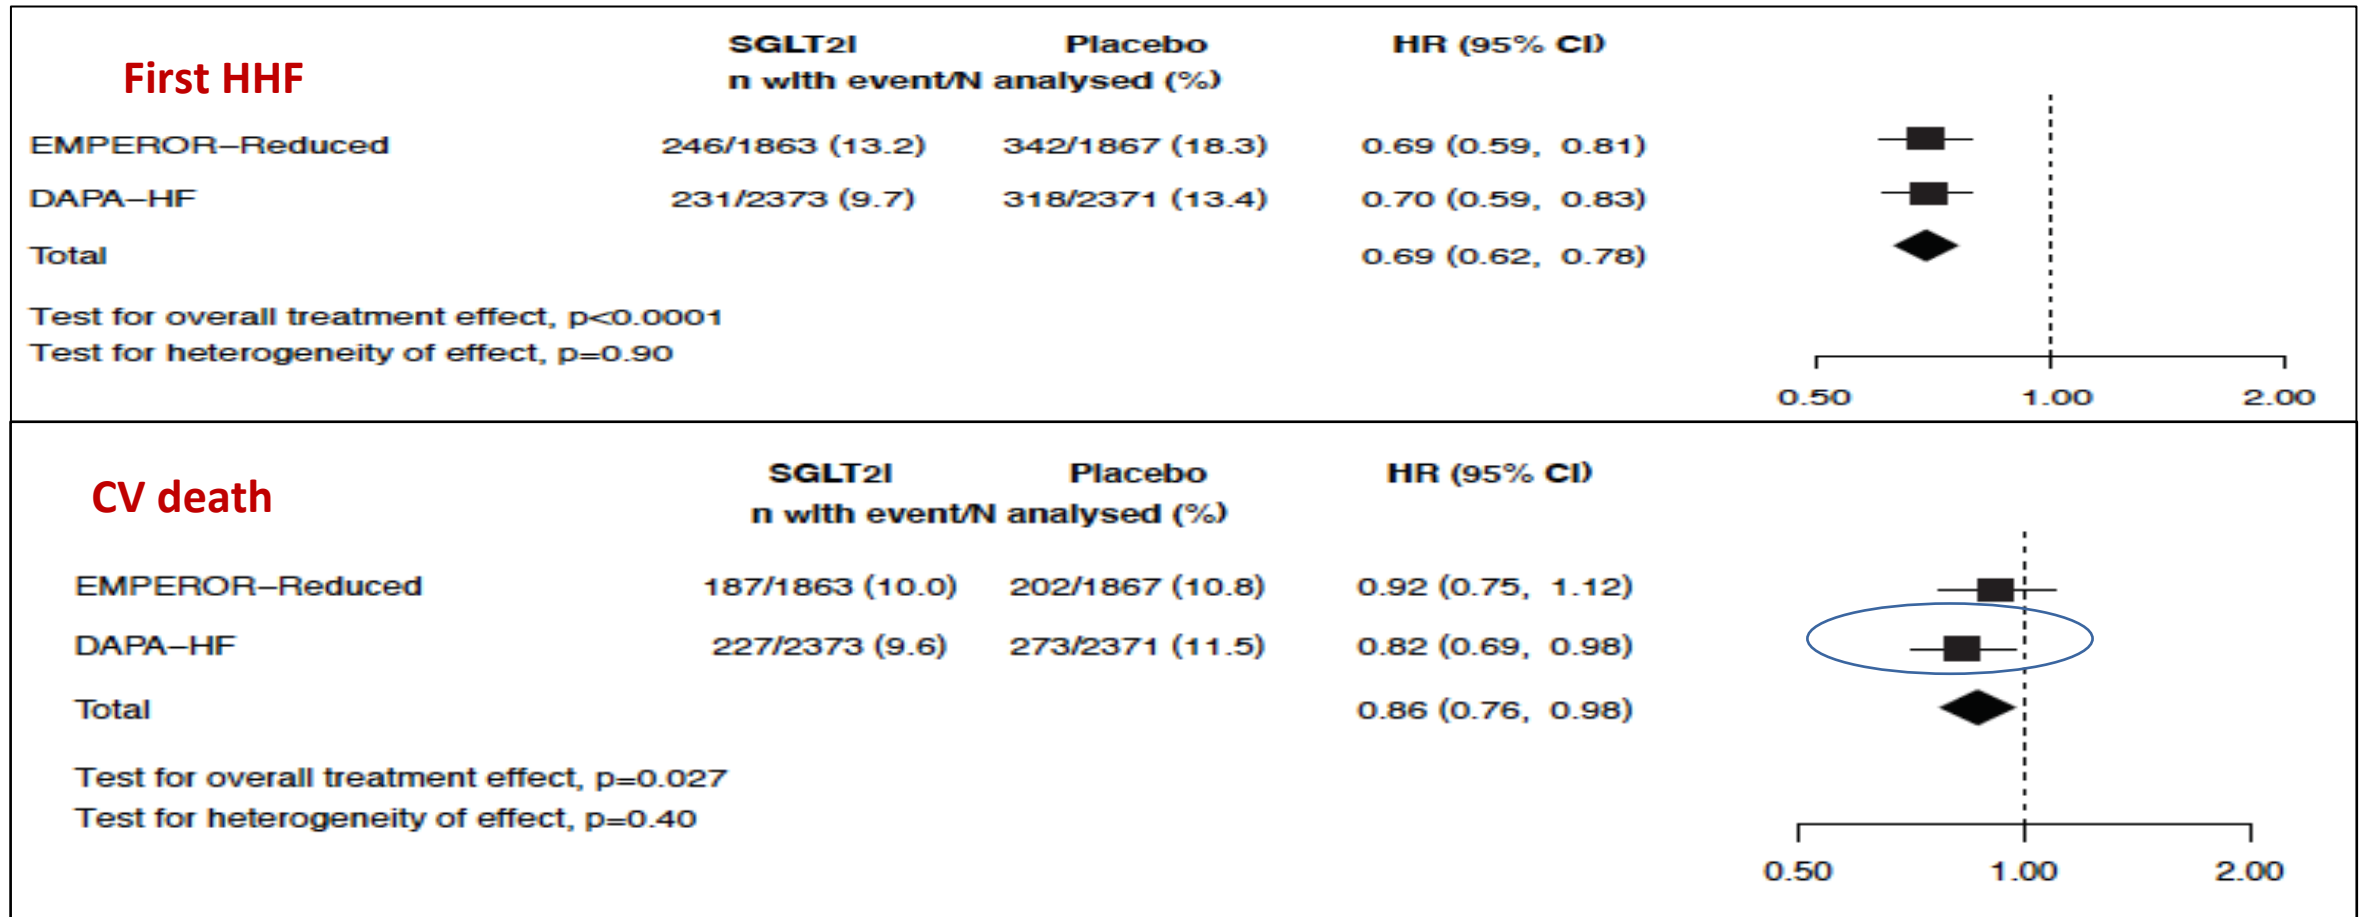 First HHF
SGLT2I Placebo HR (95% CI)
n with event/N analysed (%)
EMPEROR–Reduced 246/1863 (13.2) 342/1867 (18.3) 0.69 (0.59, 0.81)
DAPA–HF 231/2373 (9.7) 318/2371 (13.4) 0.70 (0.59, 0.83)
Total 0.69 (0.62, 0.78)
Test for overall treatment effect, p<0.0001
Test for heterogeneity of effect, p=0.90
0.50 1.00 2.00
CV death
SGLT2I Placebo HR (95% CI)
n with event/N analysed (%)
EMPEROR–Reduced 187/1863 (10.0) 202/1867 (10.8) 0.92 (0.75, 1.12)
DAPA–HF 227/2373 (9.6) 273/2371 (11.5) 0.82 (0.69, 0.98)
Total 0.86 (0.76, 0.98)
Test for overall treatment effect, p=0.027
Test for heterogeneity of effect, p=0.40
0.50 1.00 2.00